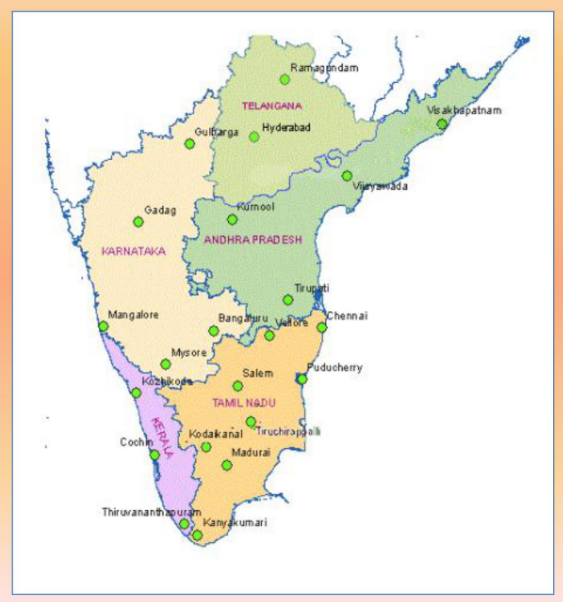 Ramagundam
TELANGANA
Visakhapatnam
Hyderabad
Gulbarga
Vijayawada
Kurnool
Gadag
ANDHRA PRADESH
KARNATAKA
Tirupati
Mangalore
Bangaluru
Vellore
Chennai
Mysore
Puducherry
Salem
Kozhikode
TAMIL NADU
KERALA
Tiruchirappalli
Kodaikanal
Cochin
Madurai
Thiruvananthapuram
Kanyakumari